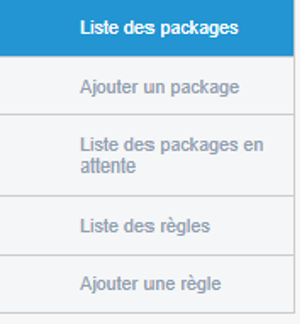 Liste des packages
Ajouter un package
Liste des packages en
attente
Liste des règles
Ajouter une règle